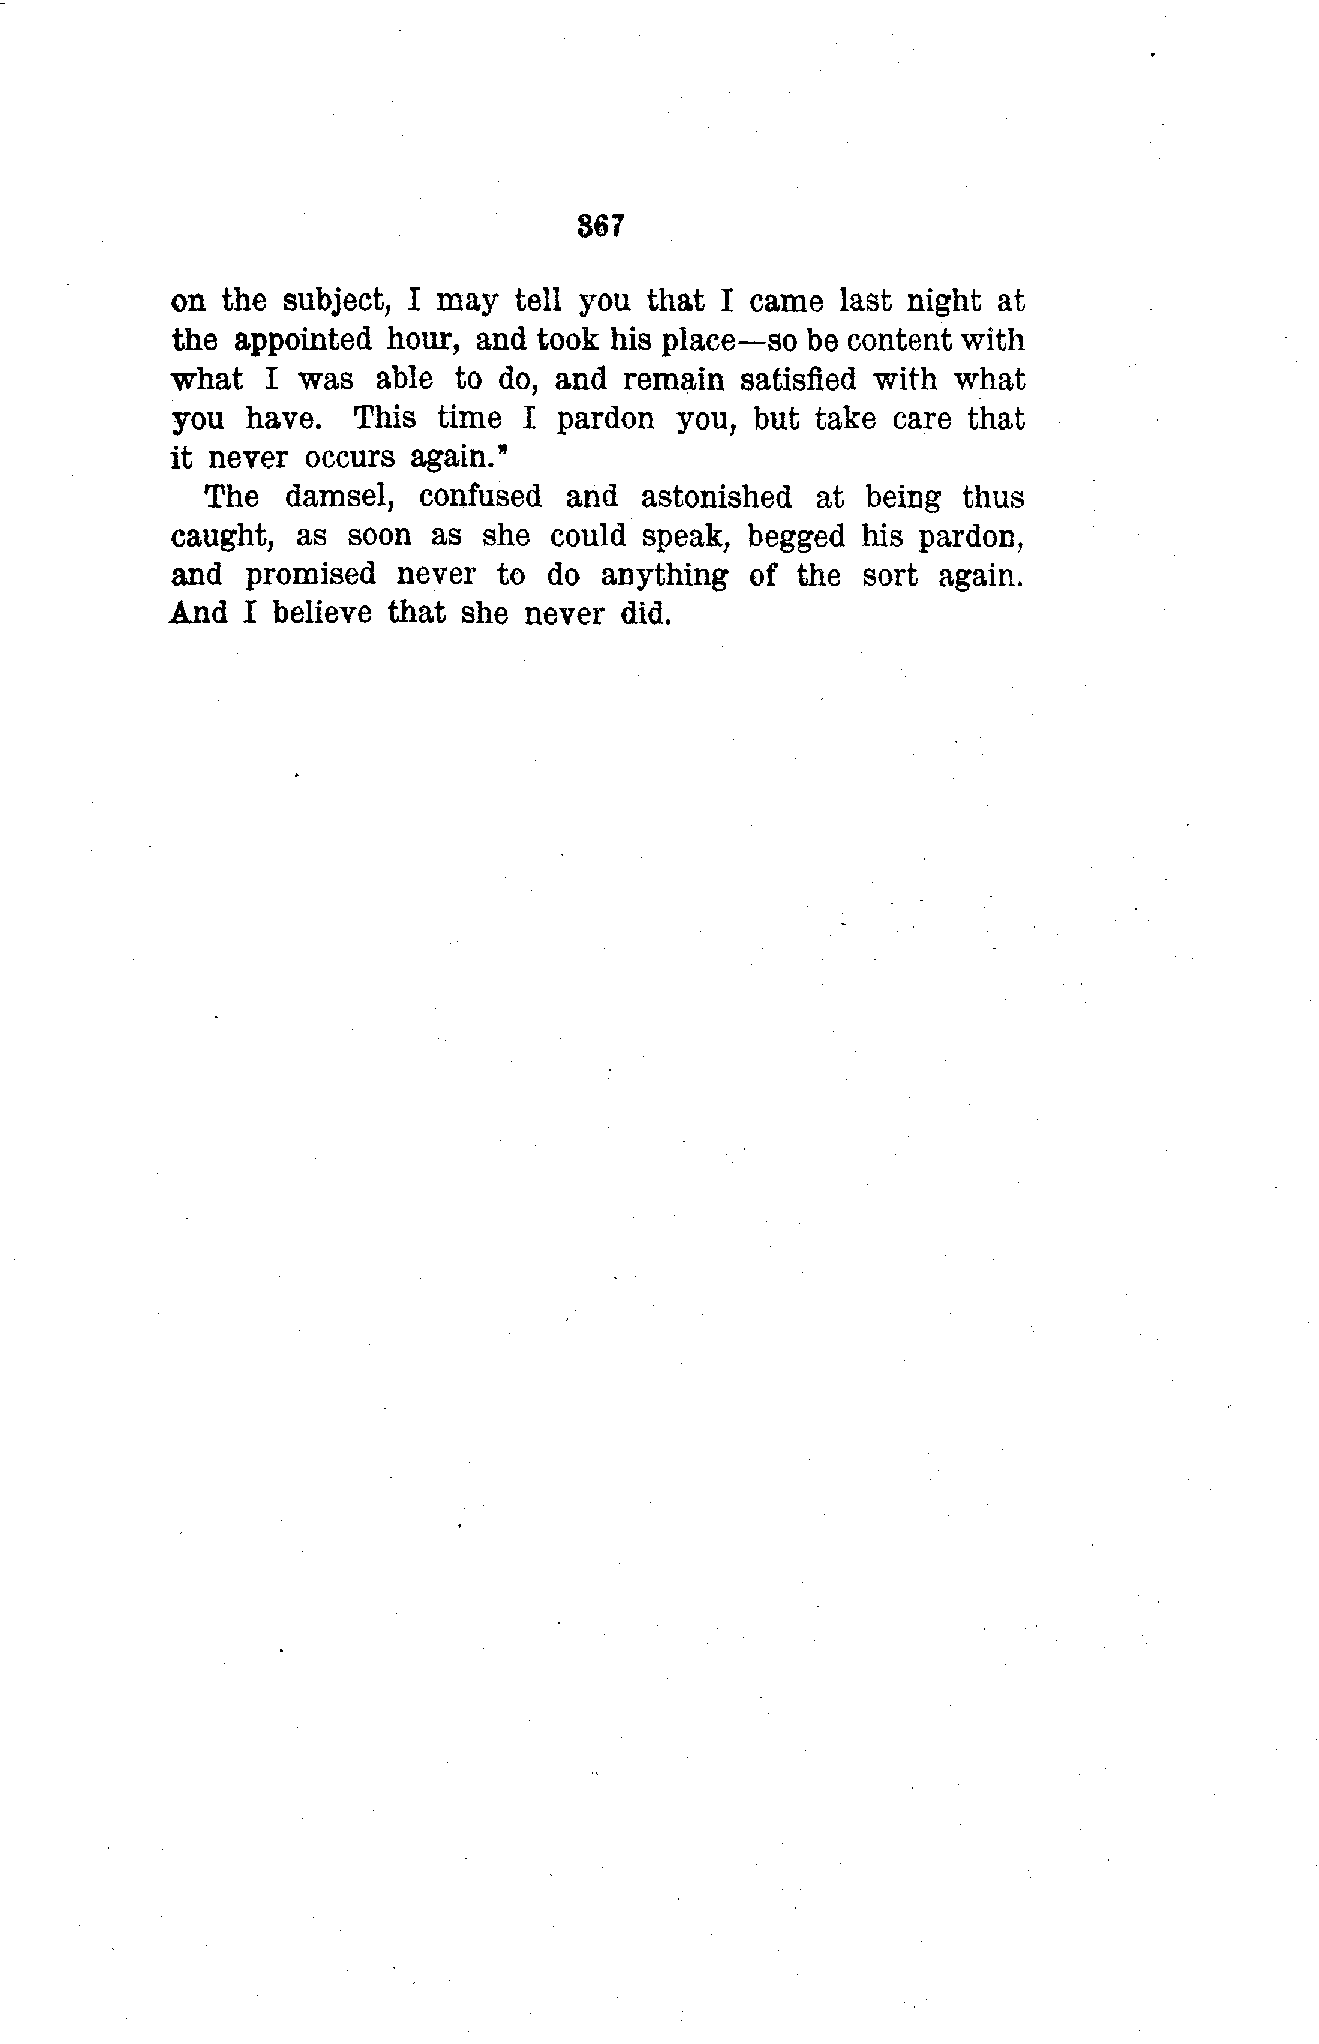 367
on the subject, I may tell you that I came last night at
the appointed hour, and took his place—so be content with
what I was able to do, and remain satisfied with what
you have. This time I pardon you, but take care that
it never occurs again."
The damsel, confused and astonished at being thus
caught, as soon as she could speak, begged his pardon,
and promised never to do anything of the sort again.
And I believe that she never did.